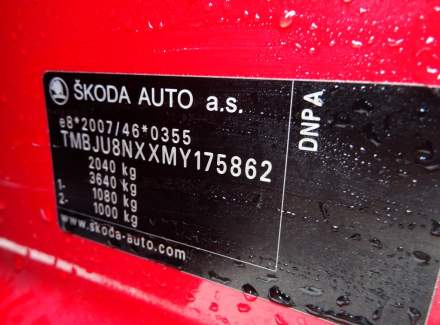 ŠKODA AUTO a.s.
e8*2007/46*0355
TMBJU8NXXMY175862
2040 kg
3640 kg
1- 1080 kg
2- 1000 kg
www.skoda-auto.com
DNPA